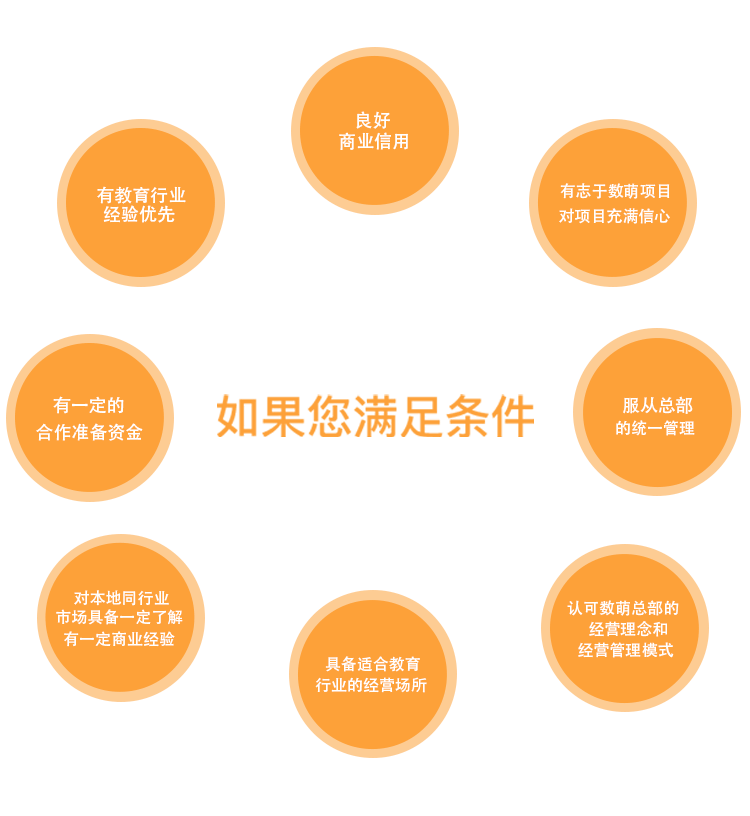 良好
商业信用
有教育行业
经验优先
有志于数萌项目
对项目充满信心
有一定的
合作准备资金
如果您满足条件
服从总部
的统一管理
对本地同行业
市场具备一定了解
有一定商业经验
具备适合教育
行业的经营场所
认可数萌总部的
经营理念和
经营管理模式